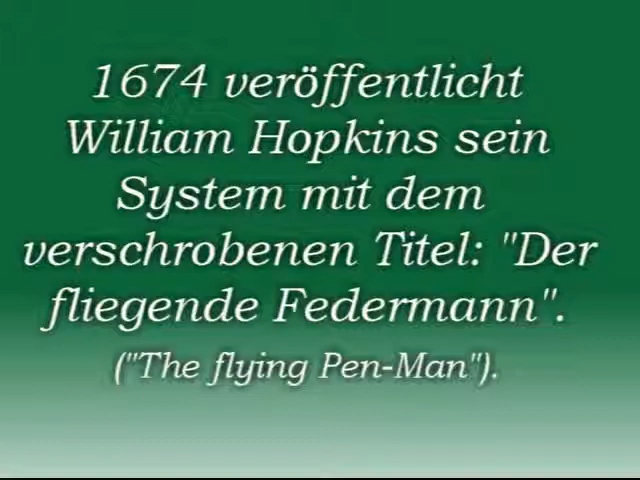 1674 veröffentlicht
William Hopkins sein
System mit dem
verschrobenen Titel: "Der
fliegende Federmann".
("The flying Pen-Man").